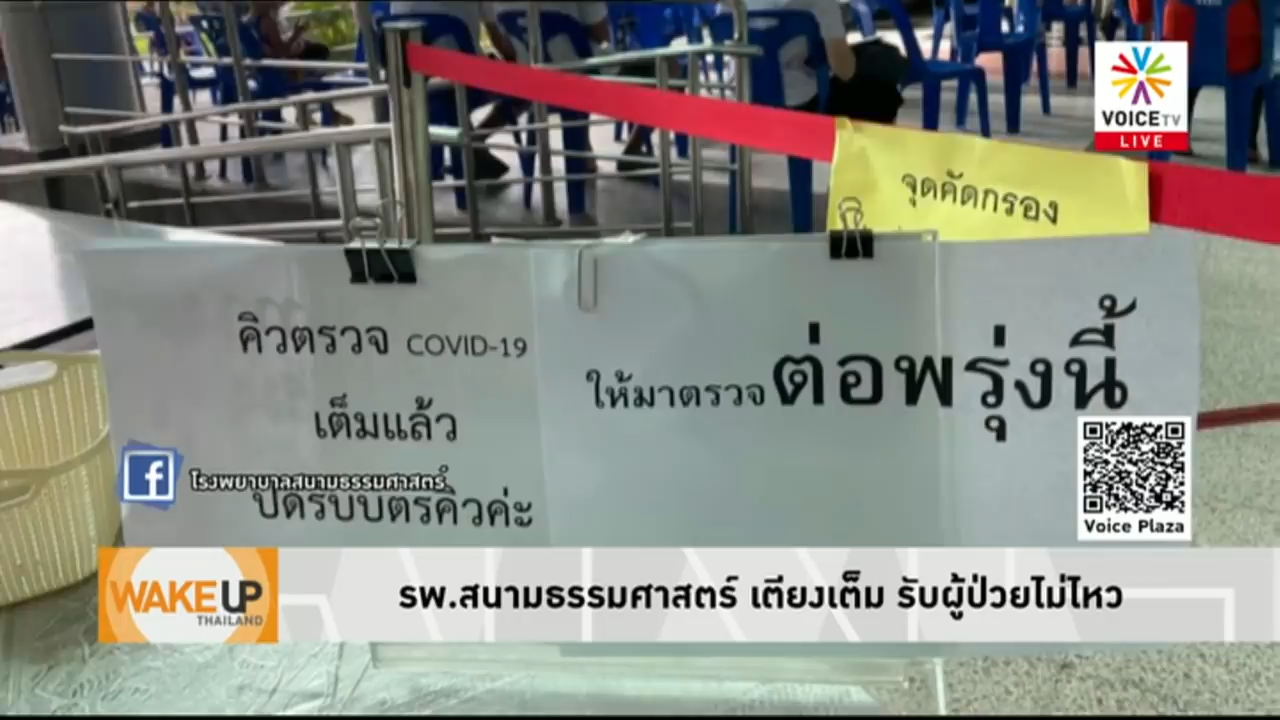 VOICETV
LIVE
จุดคัดกรอง
คิวตรวจ COVID-19
เต็มแล้ว
ปิดรับบัตรคิวค่ะ
ให้มาตรวจต่อพรุ่งนี้
โรงพยาบาลสนามธรรมศาสตร์
Voice Plaza
WAKE UP
THAILAND
รพ.สนามธรรมศาสตร์ เตียงเต็ม รับผู้ป่วยไม่ไหว